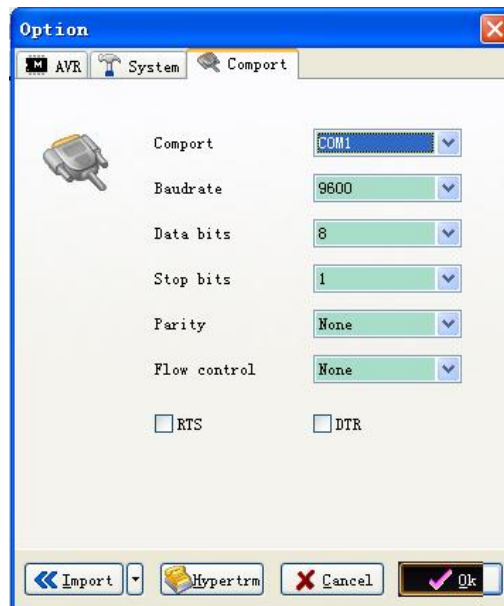 Option
AVR System Comport
Comport COM1
Baudrate 9600
Data bits 8
Stop bits 1
Parity None
Flow control None
RTS DTR
Import Hypertrm Cancel Ok